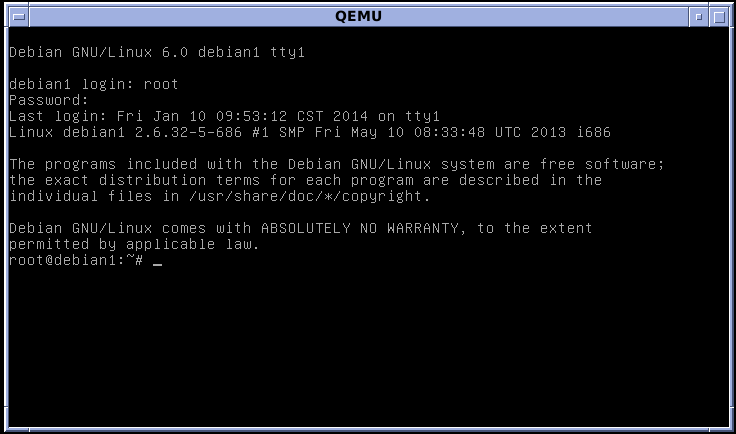 QEMU
Debian GNU/Linux 6.0 debian1 tty1
debian1 login: root
Password:
Last login: Fri Jan 10 09:53:12 CST 2014 on tty1
Linux debian1 2.6.32-5-686 #1 SMP Fri May 10 08:33:48 UTC 2013 i686
The programs included with the Debian GNU/Linux system are free software;
the exact distribution terms for each program are described in the
individual files in /usr/share/doc/*/copyright.
Debian GNU/Linux comes with ABSOLUTELY NO WARRANTY, to the extent
permitted by applicable law.
root@debian1:~# _